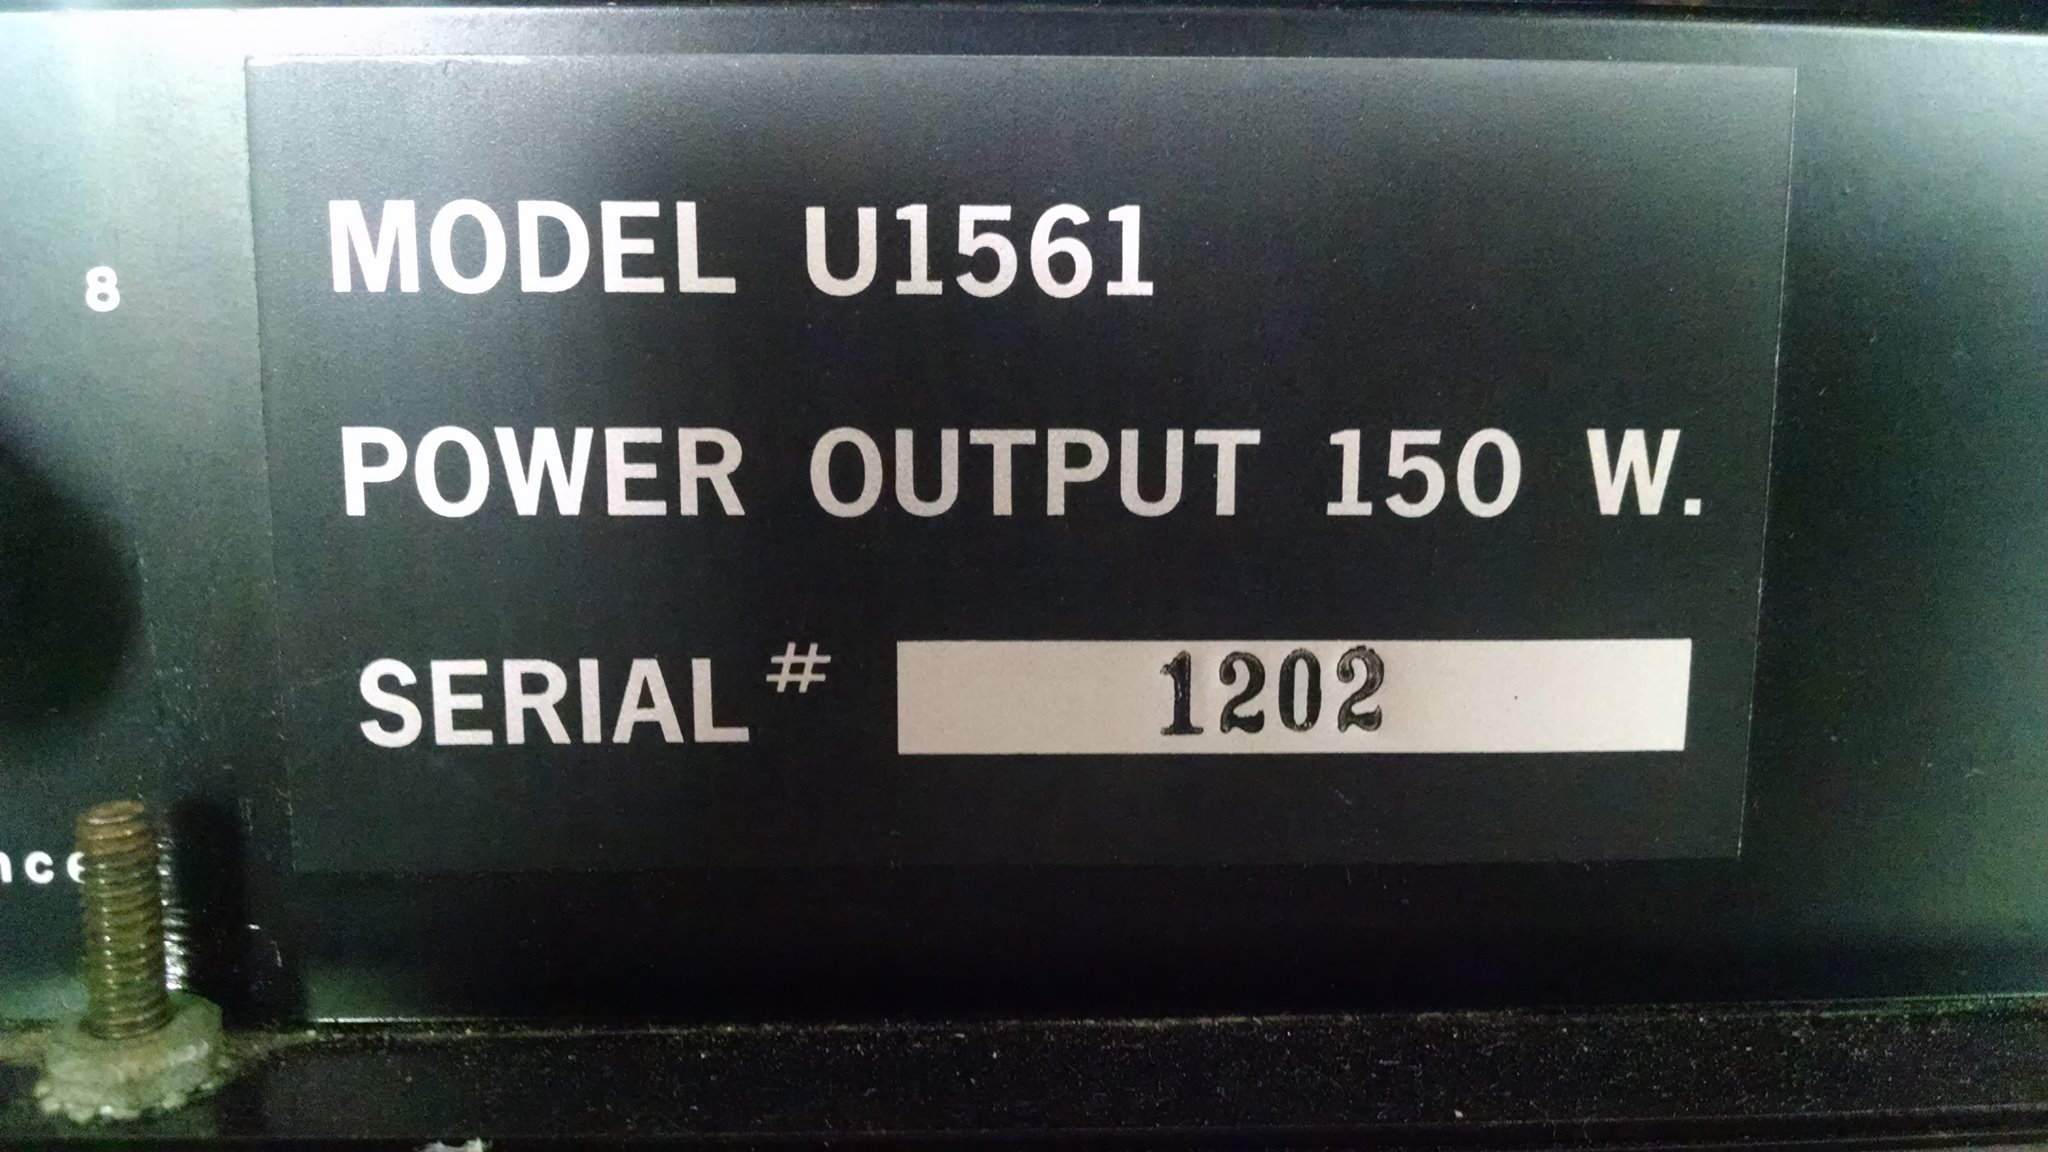 8
MODEL U1561
POWER OUTPUT 150 W.
SERIAL # 1202
nce